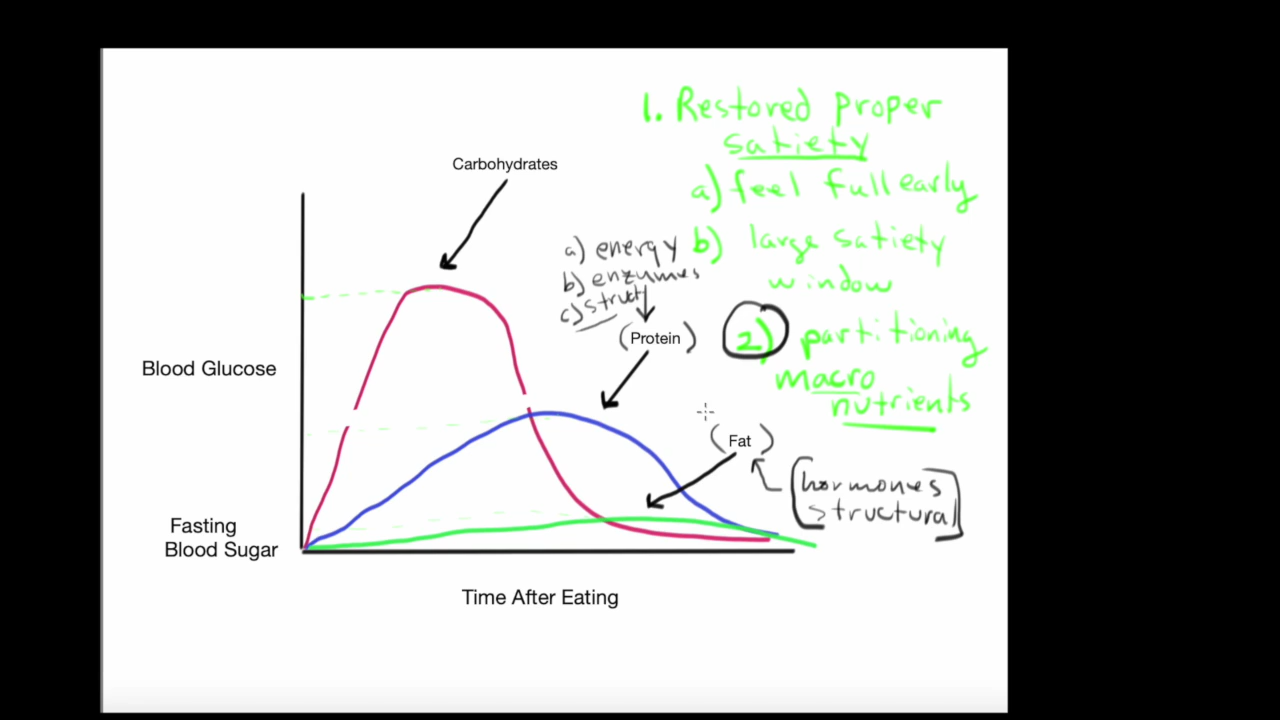 1. Restored proper
satiety
a) feel full early
b) large satiety
window
2) partitioning
macro
nutrients
Carbohydrates
a) energy
b) enzumes
c) struct
(Protein)
(Fat)
hormones
structural
Blood Glucose
Fasting
Blood Sugar
Time After Eating